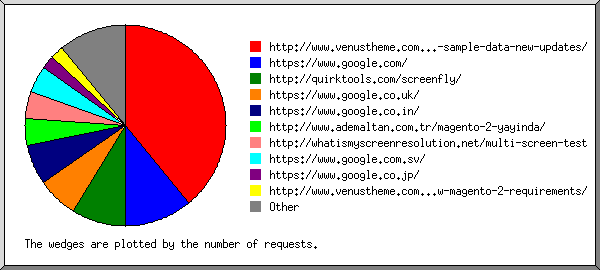 http://www.venustheme.com...-sample-data-new-updates/
https://www.google.com/
http://quirktools.com/screenfly/
https://www.google.co.uk/
https://www.google.co.in/
http://www.ademaltan.com.tr/magento-2-yayinda/
http://whatismyscreenresolution.net/multi-screen-test
https://www.google.com.sv/
https://www.google.co.jp/
http://www.venustheme.com...w-magento-2-requirements/
Other
The wedges are plotted by the number of requests.